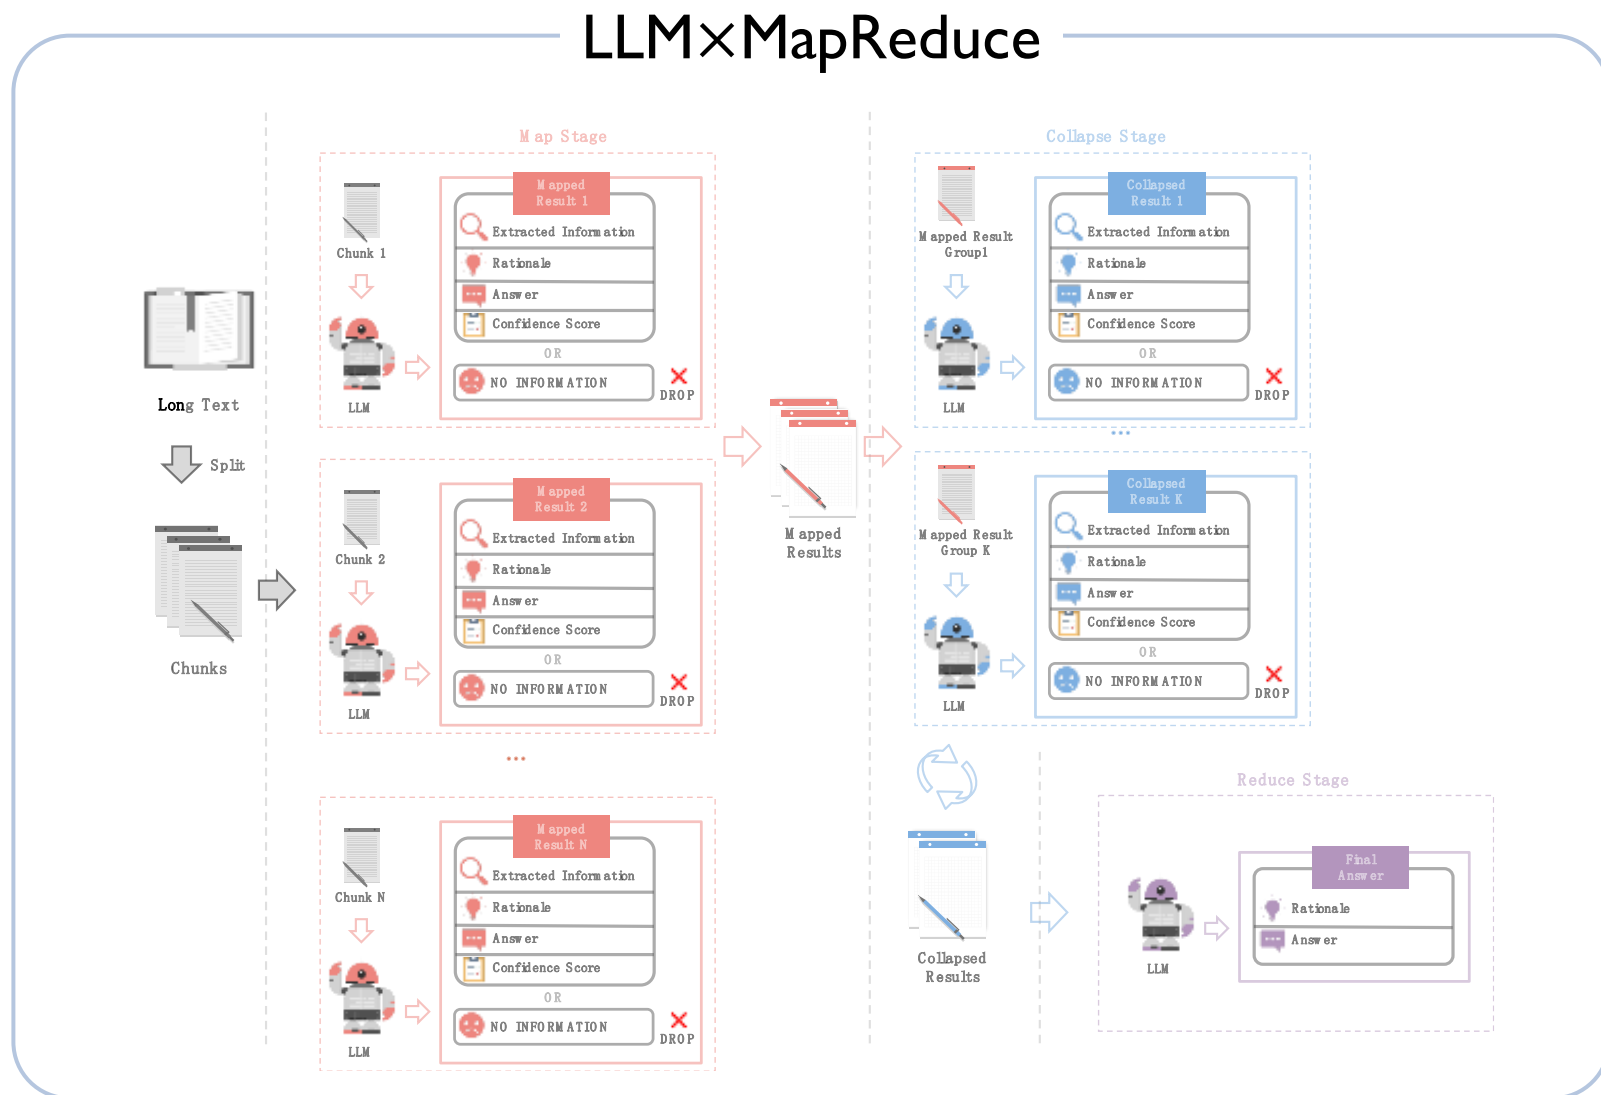 LLM×MapReduce
Long Text
Split
Chunks
Map Stage
Chunk 1
LLM
Mapped
Result 1
Extracted Information
Rationale
Answer
Confidence Score
OR
NO INFORMATION
DROP
Chunk 2
LLM
Mapped
Result 2
Extracted Information
Rationale
Answer
Confidence Score
OR
NO INFORMATION
DROP
...
Chunk N
LLM
Mapped
Result N
Extracted Information
Rationale
Answer
Confidence Score
OR
NO INFORMATION
DROP
Mapped
Results
Collapse Stage
Mapped Result
Group1
LLM
Collapsed
Result 1
Extracted Information
Rationale
Answer
Confidence Score
OR
NO INFORMATION
DROP
...
Mapped Result
Group K
LLM
Collapsed
Result K
Extracted Information
Rationale
Answer
Confidence Score
OR
NO INFORMATION
DROP
Collapsed
Results
Reduce Stage
LLM
Final
Answer
Rationale
Answer